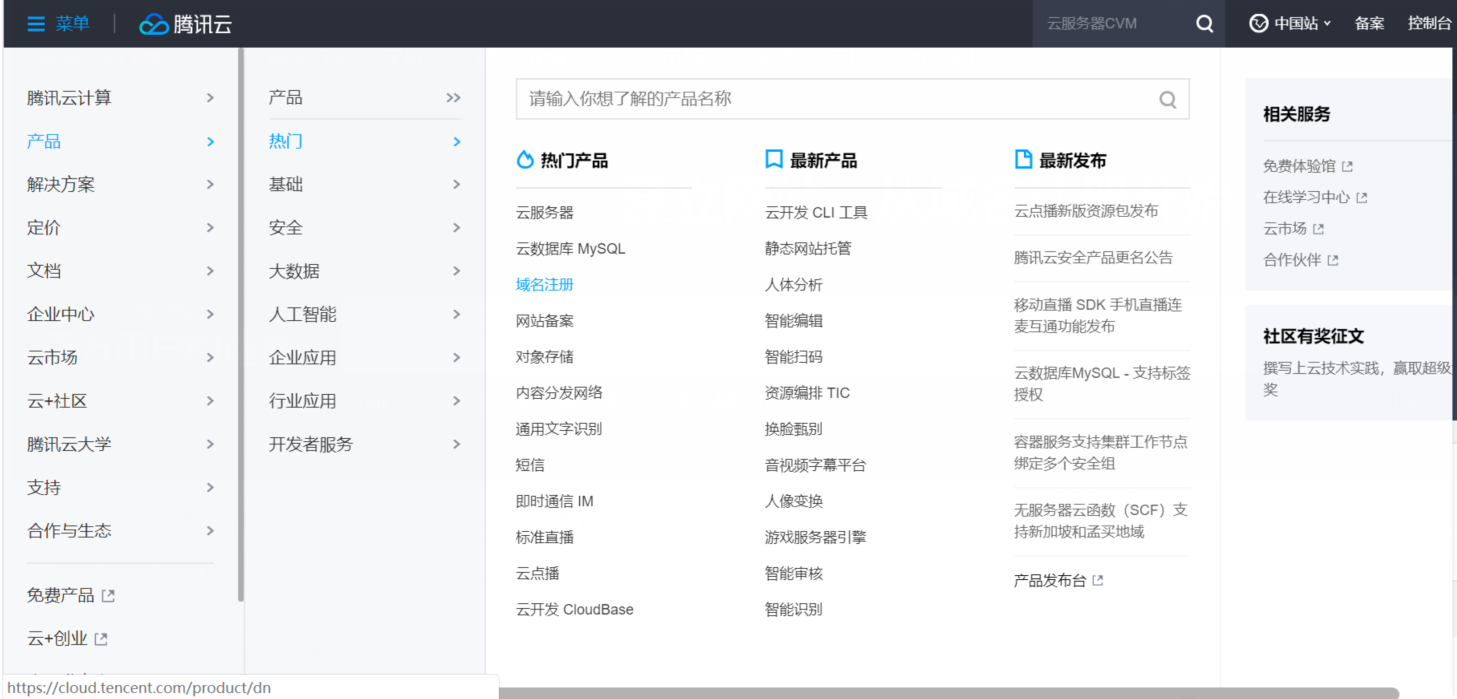 菜单
腾讯云
云服务器CVM
中国站
备案
控制台
腾讯云计算
产品
解决方案
定价
文档
企业中心
云市场
云+社区
腾讯云大学
支持
合作与生态
免费产品
云+创业
产品
热门
基础
安全
大数据
人工智能
企业应用
行业应用
开发者服务
请输入你想了解的产品名称
热门产品
云服务器
云数据库 MySQL
域名注册
网站备案
对象存储
内容分发网络
通用文字识别
短信
即时通信 IM
标准直播
云点播
云开发 CloudBase
最新产品
云开发 CLI 工具
静态网站托管
人体分析
智能编辑
智能扫码
资源编排 TIC
换脸甄别
音视频字幕平台
人像变换
游戏服务器引擎
智能审核
智能识别
最新发布
云点播新版资源包发布
腾讯云安全产品更名公告
移动直播 SDK 手机直播连
麦互通功能发布
云数据库MySQL - 支持标签
授权
容器服务支持集群工作节点
绑定多个安全组
无服务器云函数（SCF）支
持新加坡和孟买地域
产品发布台
相关服务
免费体验馆
在线学习中心
云市场
合作伙伴
社区有奖征文
撰写上云技术实践，赢取超级
奖
https://cloud.tencent.com/product/dn